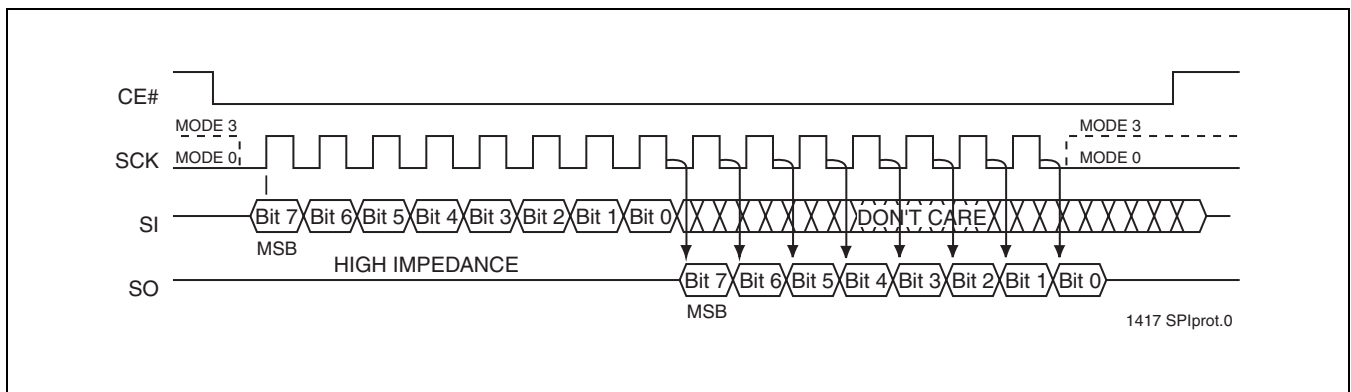 CE#
MODE 3
MODE 3
SCK
MODE 0
MODE 0
SI
Bit 7 Bit 6 Bit 5 Bit 4 Bit 3 Bit 2 Bit 1 Bit 0
DON'T CARE
MSB
HIGH IMPEDANCE
SO
Bit 7 Bit 6 Bit 5 Bit 4 Bit 3 Bit 2 Bit 1 Bit 0
MSB
1417 SPIprot.0